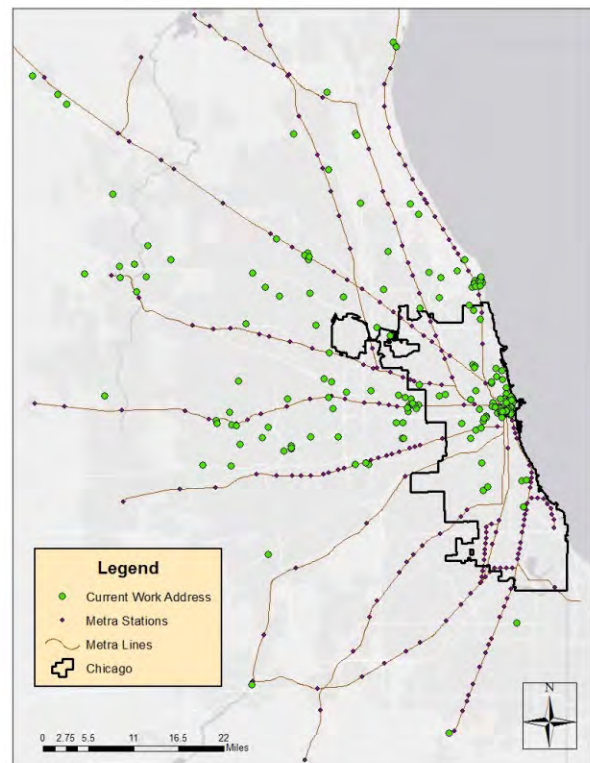 Legend
Current Work Address
Metra Stations
Metra Lines
Chicago
N
0 2.75 5.5 11 16.5 22
Miles